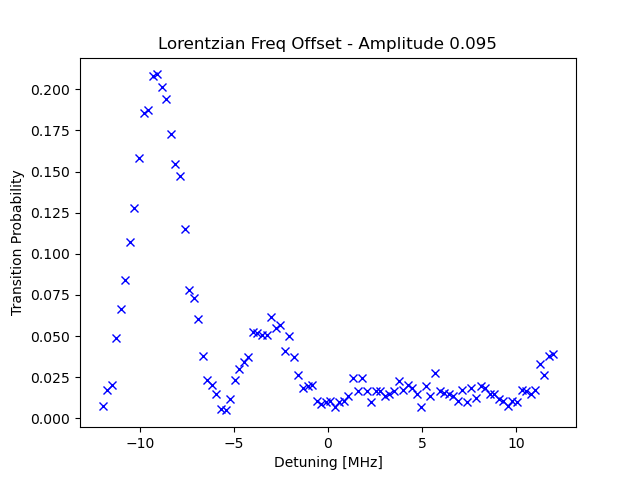 Lorentzian Freq Offset - Amplitude 0.095
Transition Probability
0.200
0.175
0.150
0.125
0.100
0.075
0.050
0.025
0.000
−10 −5 0 5 10
Detuning [MHz]